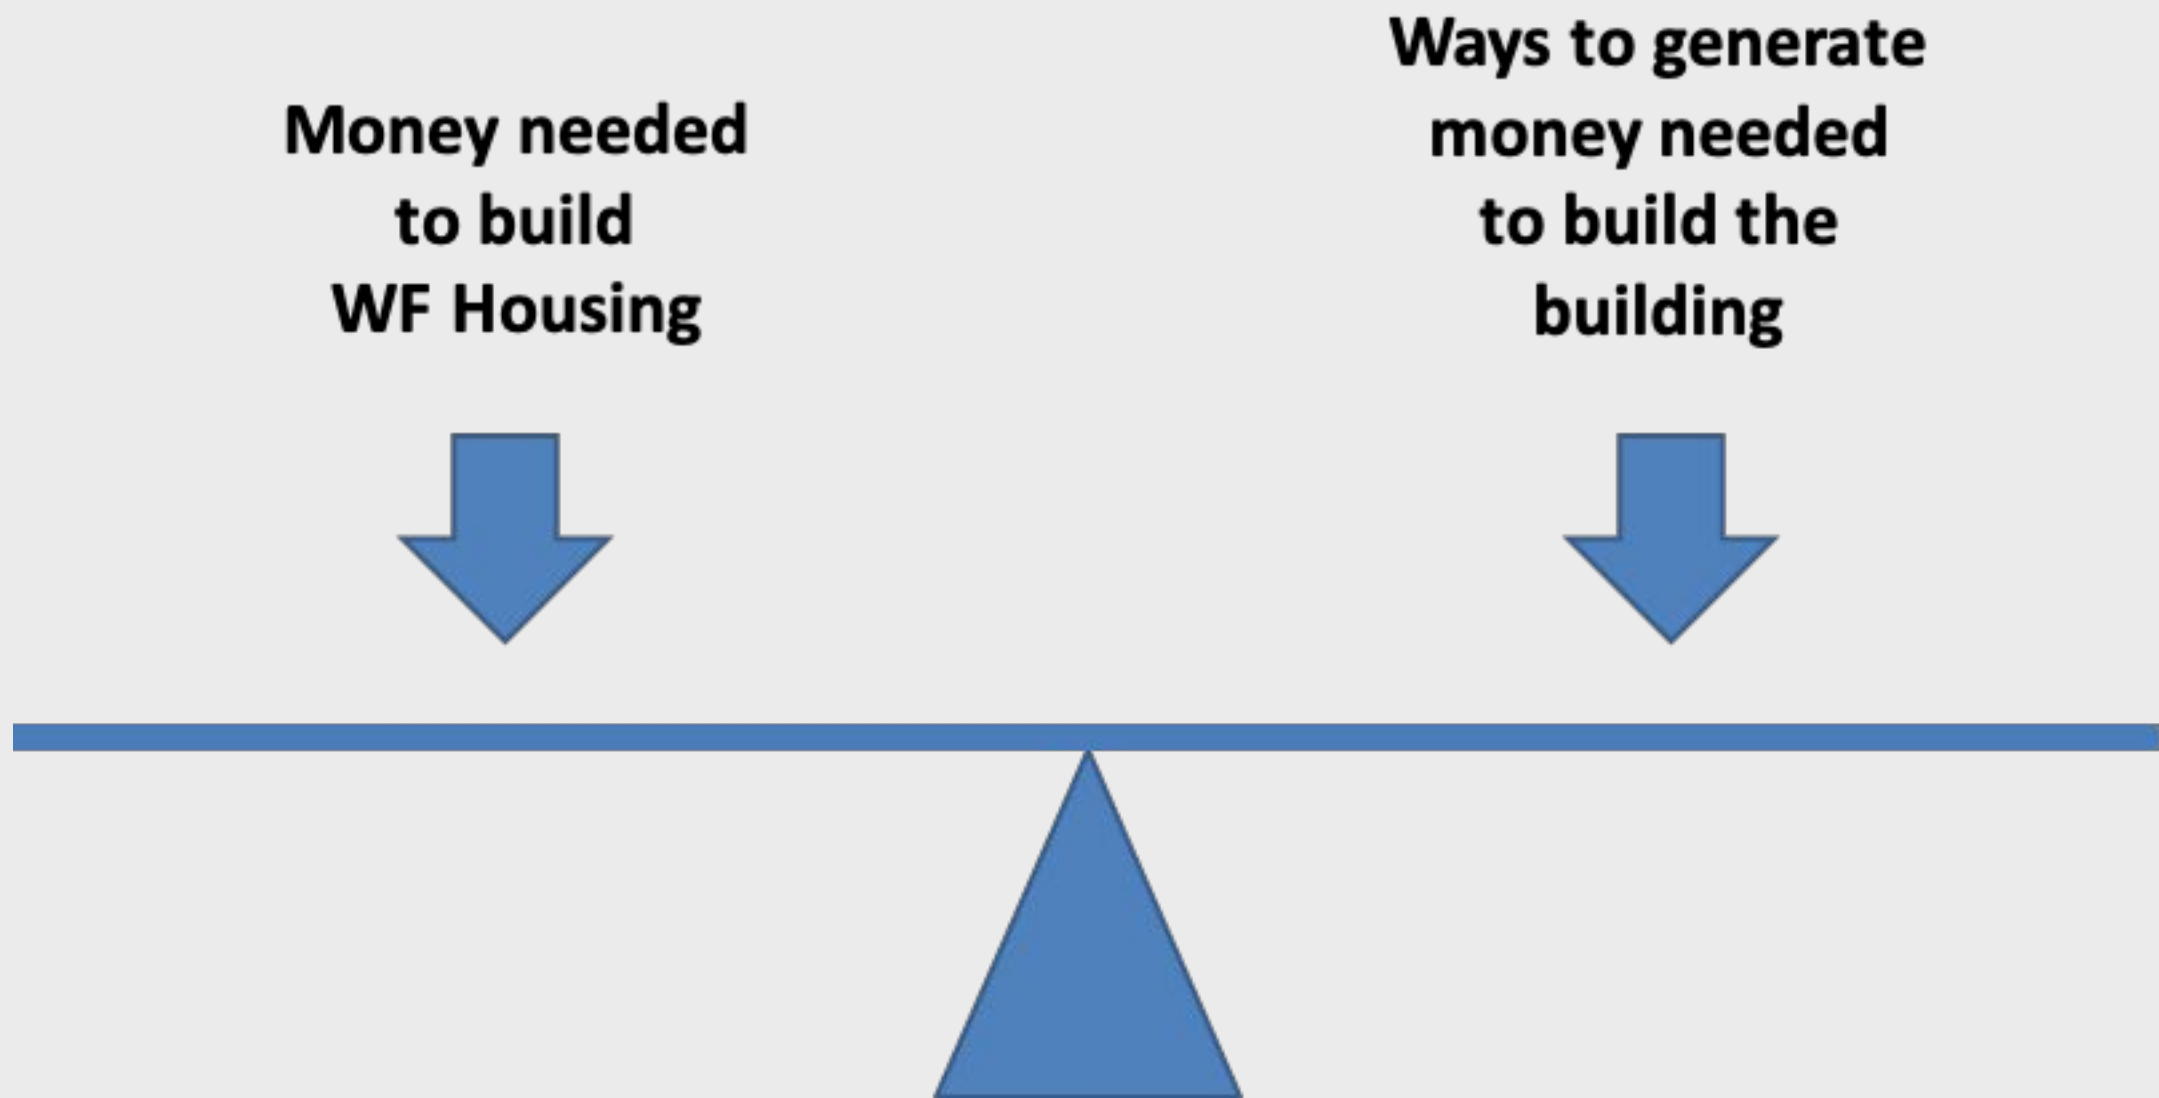 Money needed
to build
WF Housing
Ways to generate
money needed
to build the
building